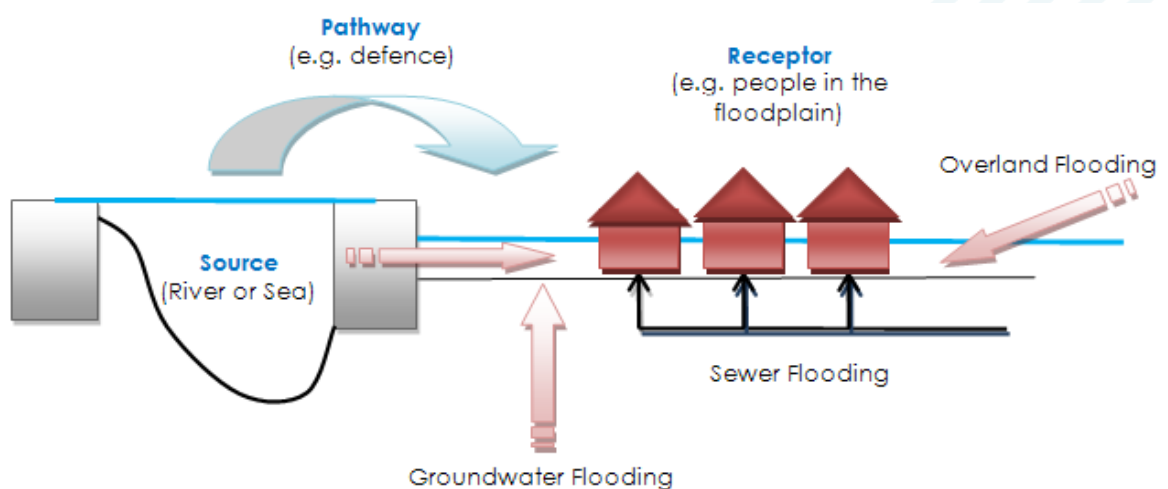 Pathway
(e.g. defence)
Receptor
(e.g. people in the
floodplain)
Overland Flooding
Source
(River or Sea)
Sewer Flooding
Groundwater Flooding